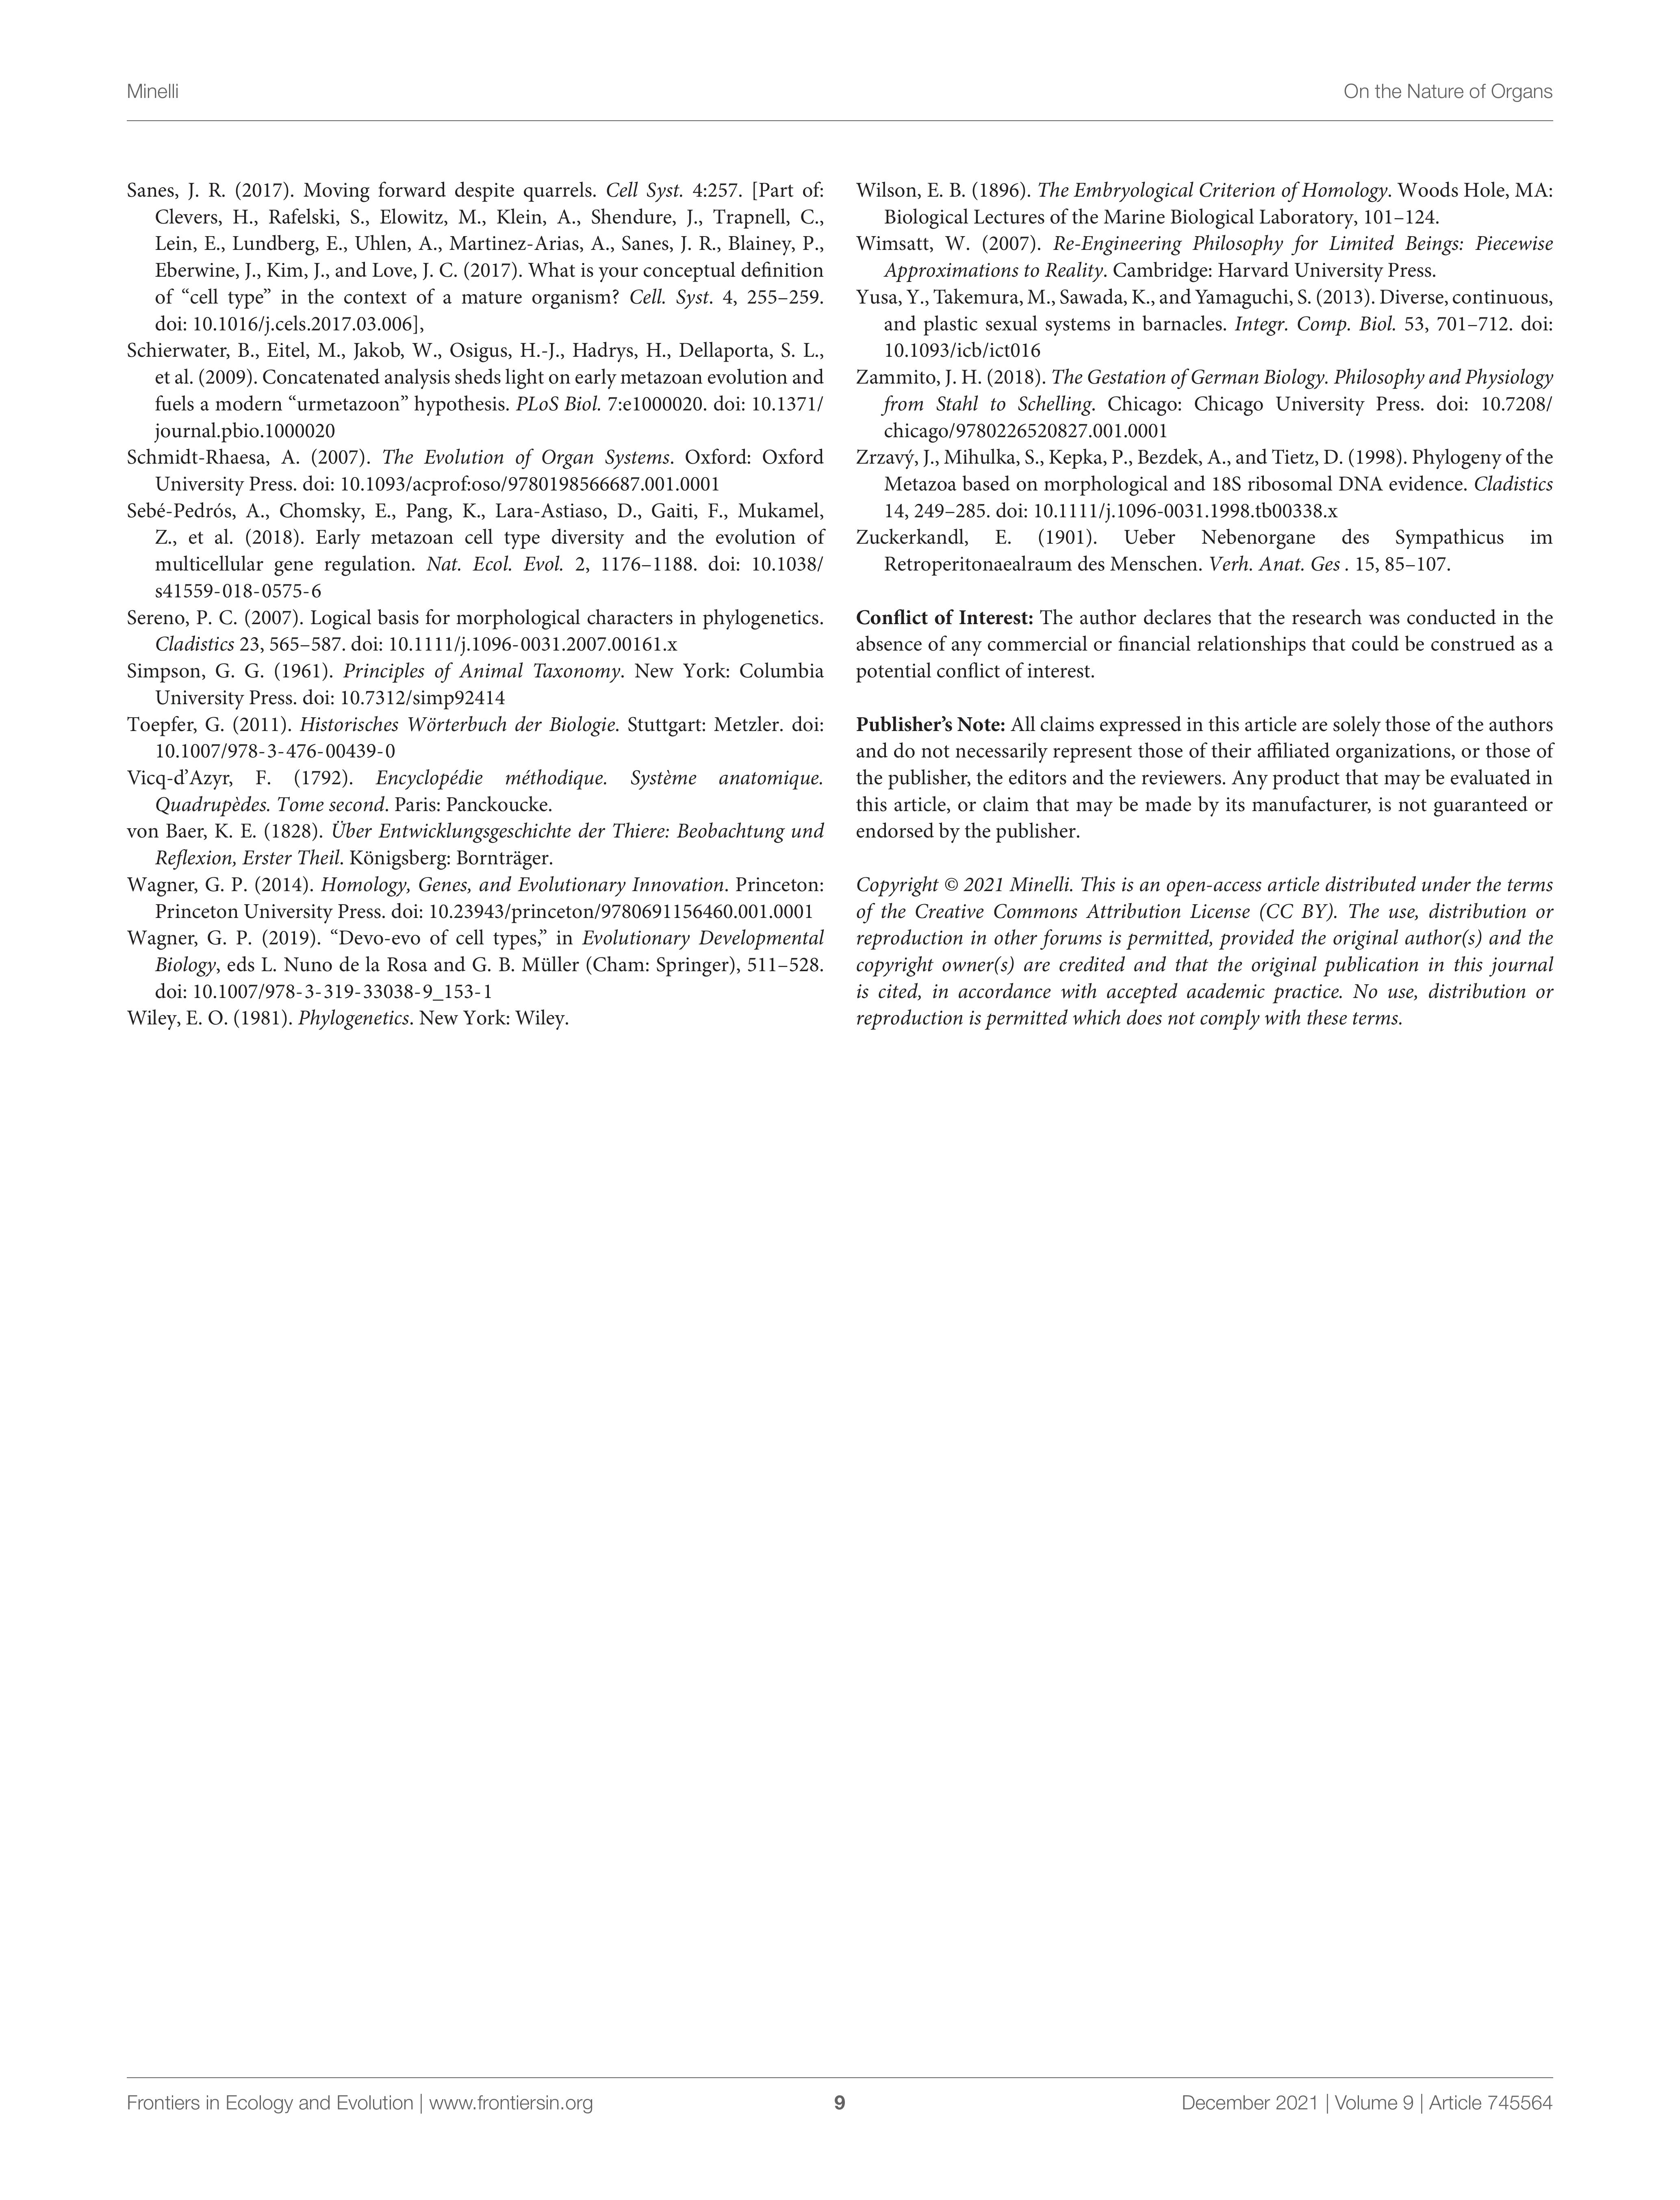 Minelli
On the Nature of Organs
Sanes, J. R. (2017). Moving forward despite quarrels. Cell Syst. 4:257. [Part of:
Clevers, H., Rafelski, S., Elowitz, M., Klein, A., Shendure, J., Trapnell, C.,
Lein, E., Lundberg, E., Uhlen, A., Martinez-Arias, A., Sanes, J. R., Blainey, P.,
Eberwine, J., Kim, J., and Love, J. C. (2017). What is your conceptual definition
of “cell type” in the context of a mature organism? Cell. Syst. 4, 255–259.
doi: 10.1016/j.cels.2017.03.006],
Schierwater, B., Eitel, M., Jakob, W., Osigus, H.-J., Hadrys, H., Dellaporta, S. L.,
et al. (2009). Concatenated analysis sheds light on early metazoan evolution and
fuels a modern “urmetazoon” hypothesis. PLoS Biol. 7:e1000020. doi: 10.1371/
journal.pbio.1000020
Schmidt-Rhaesa, A. (2007). The Evolution of Organ Systems. Oxford: Oxford
University Press. doi: 10.1093/acprof:oso/9780198566687.001.0001
Sebé-Pedrós, A., Chomsky, E., Pang, K., Lara-Astiaso, D., Gaiti, F., Mukamel,
Z., et al. (2018). Early metazoan cell type diversity and the evolution of
multicellular gene regulation. Nat. Ecol. Evol. 2, 1176–1188. doi: 10.1038/
s41559-018-0575-6
Sereno, P. C. (2007). Logical basis for morphological characters in phylogenetics.
Cladistics 23, 565–587. doi: 10.1111/j.1096-0031.2007.00161.x
Simpson, G. G. (1961). Principles of Animal Taxonomy. New York: Columbia
University Press. doi: 10.7312/simp92414
Toepfer, G. (2011). Historisches Wörterbuch der Biologie. Stuttgart: Metzler. doi:
10.1007/978-3-476-00439-0
Vicq-d’Azyr, F. (1792). Encyclopédie méthodique. Système anatomique.
Quadrupèdes. Tome second. Paris: Panckoucke.
von Baer, K. E. (1828). Über Entwicklungsgeschichte der Thiere: Beobachtung und
Reflexion, Erster Theil. Königsberg: Bornträger.
Wagner, G. P. (2014). Homology, Genes, and Evolutionary Innovation. Princeton:
Princeton University Press. doi: 10.23943/princeton/9780691156460.001.0001
Wagner, G. P. (2019). “Devo-evo of cell types,” in Evolutionary Developmental
Biology, eds L. Nuno de la Rosa and G. B. Müller (Cham: Springer), 511–528.
doi: 10.1007/978-3-319-33038-9_153-1
Wiley, E. O. (1981). Phylogenetics. New York: Wiley.
Wilson, E. B. (1896). The Embryological Criterion of Homology. Woods Hole, MA:
Biological Lectures of the Marine Biological Laboratory, 101–124.
Wimsatt, W. (2007). Re-Engineering Philosophy for Limited Beings: Piecewise
Approximations to Reality. Cambridge: Harvard University Press.
Yusa, Y., Takemura, M., Sawada, K., and Yamaguchi, S. (2013). Diverse, continuous,
and plastic sexual systems in barnacles. Integr. Comp. Biol. 53, 701–712. doi:
10.1093/icb/ict016
Zammito, J. H. (2018). The Gestation of German Biology. Philosophy and Physiology
from Stahl to Schelling. Chicago: Chicago University Press. doi: 10.7208/
chicago/9780226520827.001.0001
Zrzavý, J., Mihulka, S., Kepka, P., Bezdek, A., and Tietz, D. (1998). Phylogeny of the
Metazoa based on morphological and 18S ribosomal DNA evidence. Cladistics
14, 249–285. doi: 10.1111/j.1096-0031.1998.tb00338.x
Zuckerkandl, E. (1901). Ueber Nebenorgane des Sympathicus im
Retroperitonaealraum des Menschen. Verh. Anat. Ges . 15, 85–107.
Conflict of Interest: The author declares that the research was conducted in the
absence of any commercial or financial relationships that could be construed as a
potential conflict of interest.
Publisher’s Note: All claims expressed in this article are solely those of the authors
and do not necessarily represent those of their affiliated organizations, or those of
the publisher, the editors and the reviewers. Any product that may be evaluated in
this article, or claim that may be made by its manufacturer, is not guaranteed or
endorsed by the publisher.
Copyright © 2021 Minelli. This is an open-access article distributed under the terms
of the Creative Commons Attribution License (CC BY). The use, distribution or
reproduction in other forums is permitted, provided the original author(s) and the
copyright owner(s) are credited and that the original publication in this journal
is cited, in accordance with accepted academic practice. No use, distribution or
reproduction is permitted which does not comply with these terms.
Frontiers in Ecology and Evolution | www.frontiersin.org
9
December 2021 | Volume 9 | Article 745564